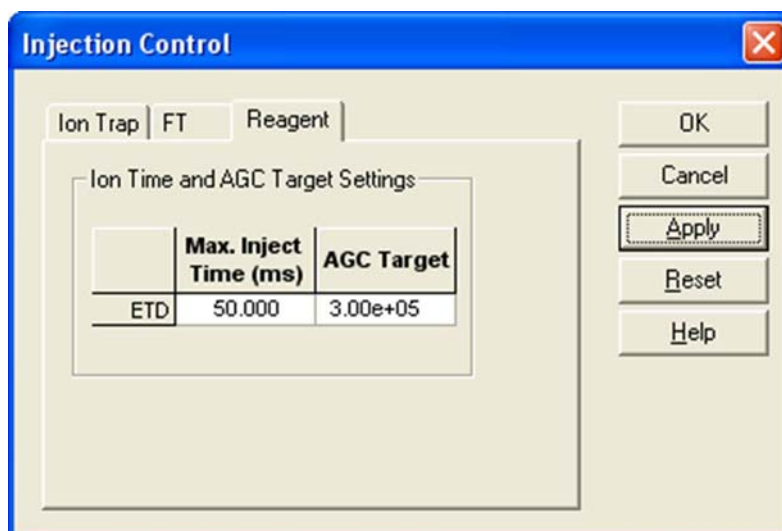 Injection Control
Ion Trap FT Reagent
Ion Time and AGC Target Settings
Max. Inject Time (ms) AGC Target
ETD 50.000 3.00e+05
OK
Cancel
Apply
Reset
Help